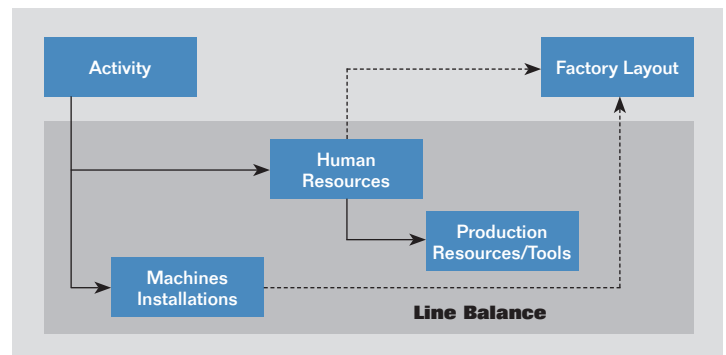 Activity
Factory Layout
Human
Resources
Production
Resources/Tools
Machines
Installations
Line Balance